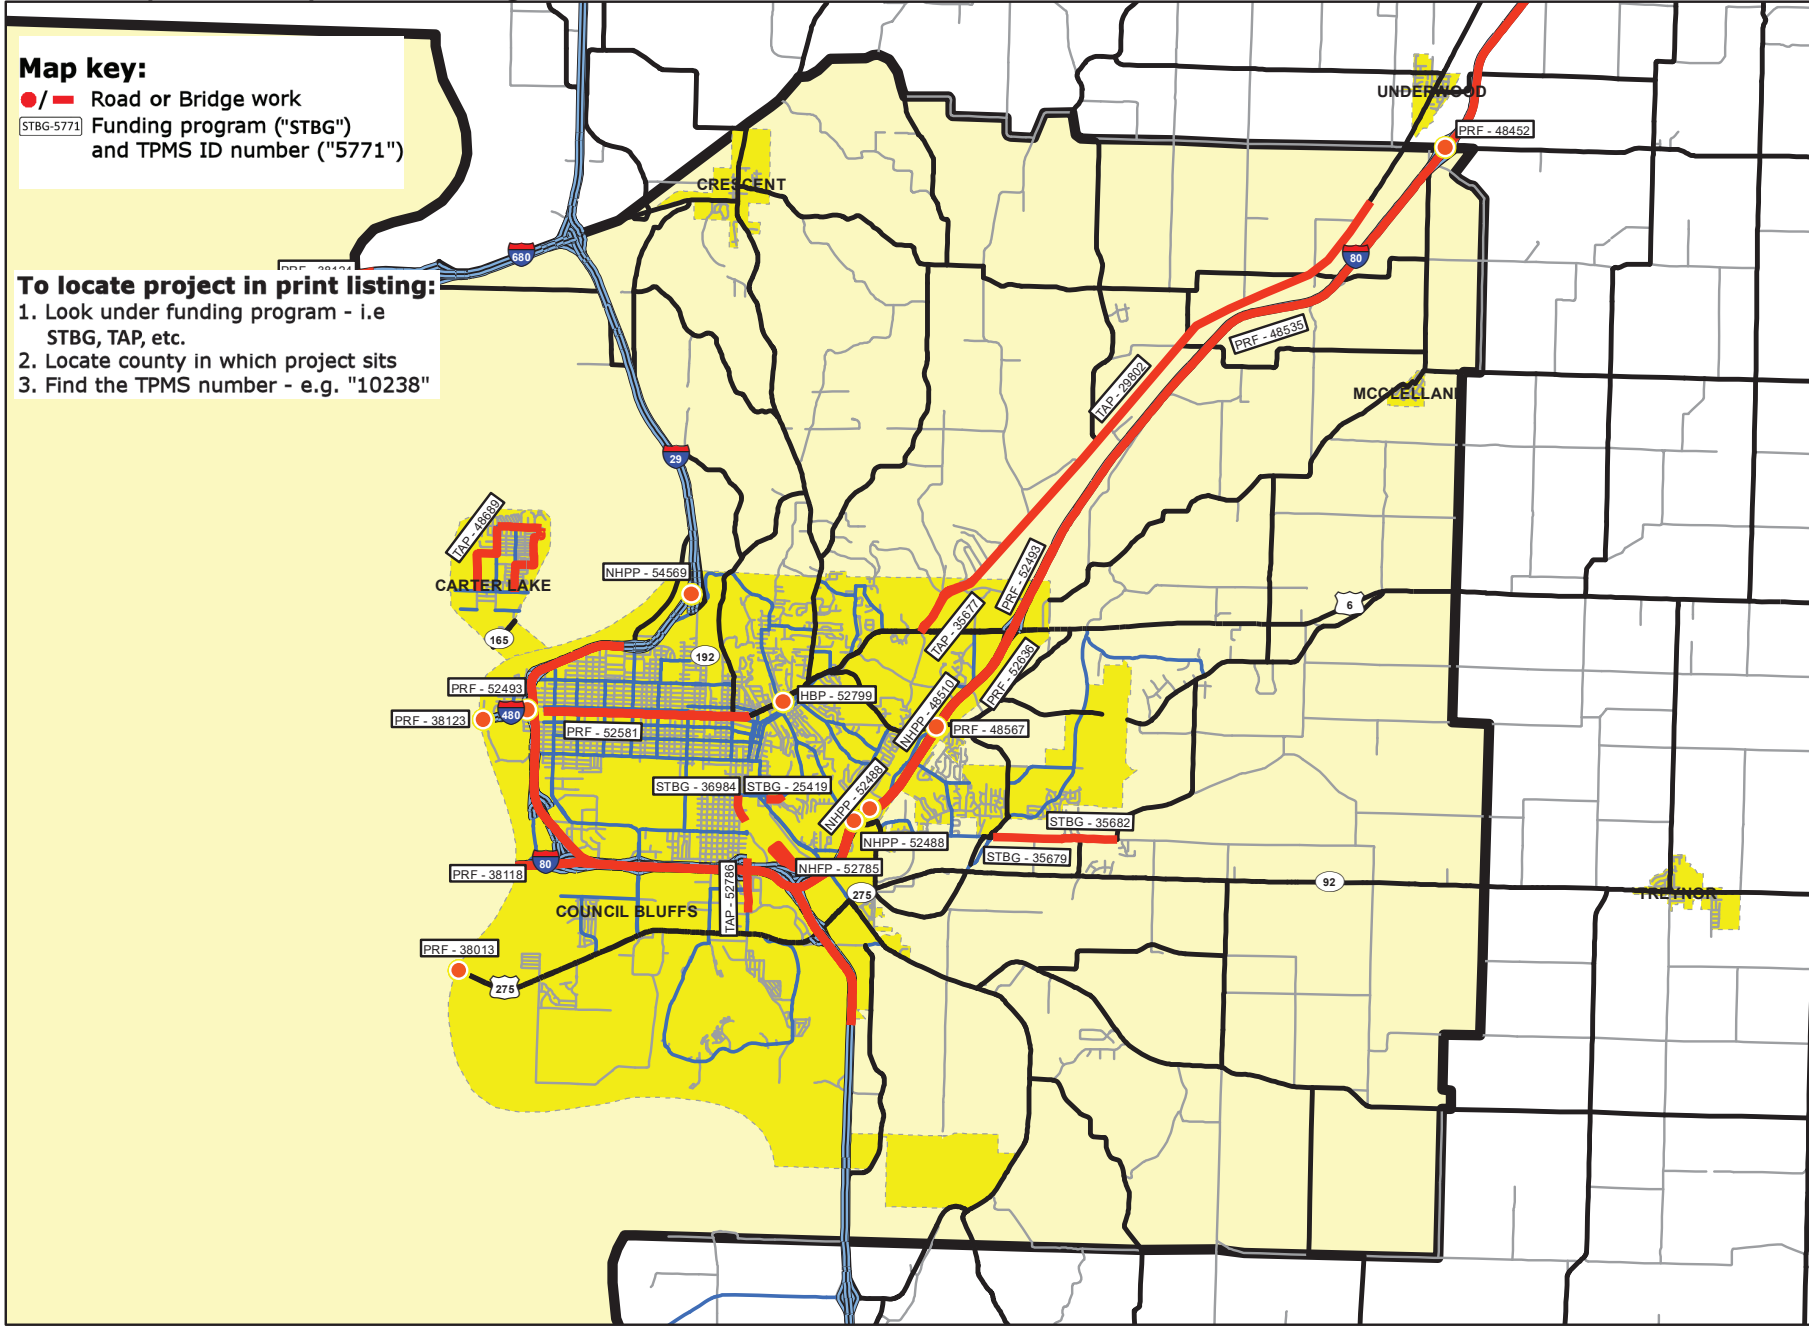 Map key:
/ Road or Bridge work
STBG-5771 Funding program ("STBG")
and TPMS ID number ("5771")
To locate project in print listing:
1. Look under funding program - i.e
STBG, TAP, etc.
2. Locate county in which project sits
3. Find the TPMS number - e.g. "10238"
UNDERWOOD
PRF - 48452
CRESCENT
680
80
PRF - 48535
TAP - 29802
MCCLELLAND
29
TAP - 48689
CARTER LAKE
165
NHPP - 54569
192
PRF - 52493
TAP - 35677
6
PRF - 52636
PRF - 52493
480
PRF - 38123
PRF - 52581
HBP - 52799
NHPP - 48510
PRF - 48567
STBG - 36984
STBG - 25419
NHPP - 52488
NHPP - 52488
STBG - 35682
STBG - 35679
80
PRF - 38118
TAP - 52786
NHFP - 52785
275
92
TREYNOR
COUNCIL BLUFFS
PRF - 38013
275